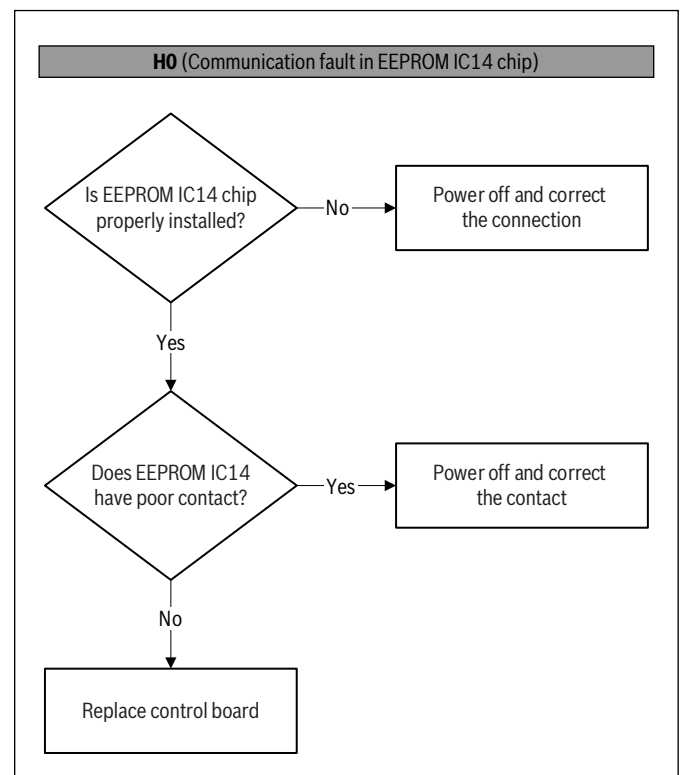 H0 (Communication fault in EEPROM IC14 chip)
Is EEPROM IC14 chip
properly installed?
No
Power off and correct
the connection
Yes
Does EEPROM IC14
have poor contact?
Yes
Power off and correct
the contact
No
Replace control board